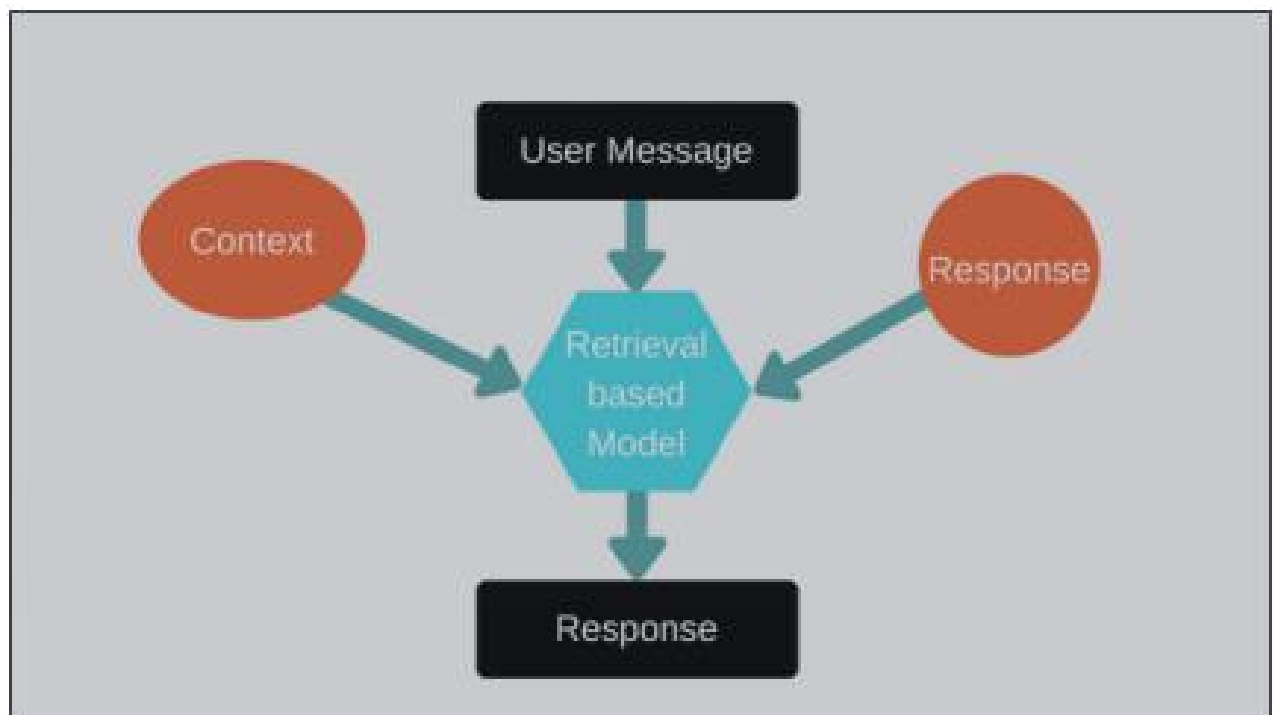 User Message
Context
Response
Retrieval
based
Model
Response